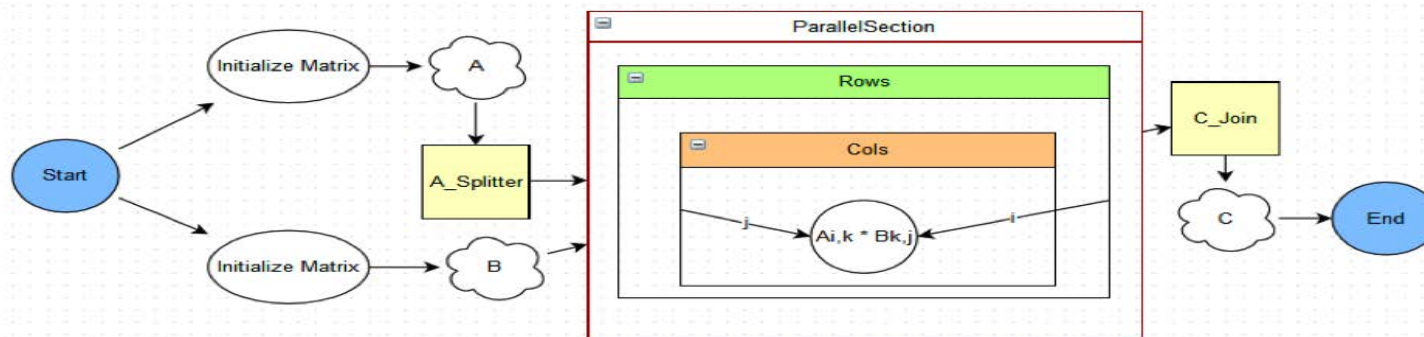 Start
Initialize Matrix
A
A_Splitter
Initialize Matrix
B
ParallelSection
Rows
Cols
j
Ai,k * Bk,j
i
C_Join
C
End